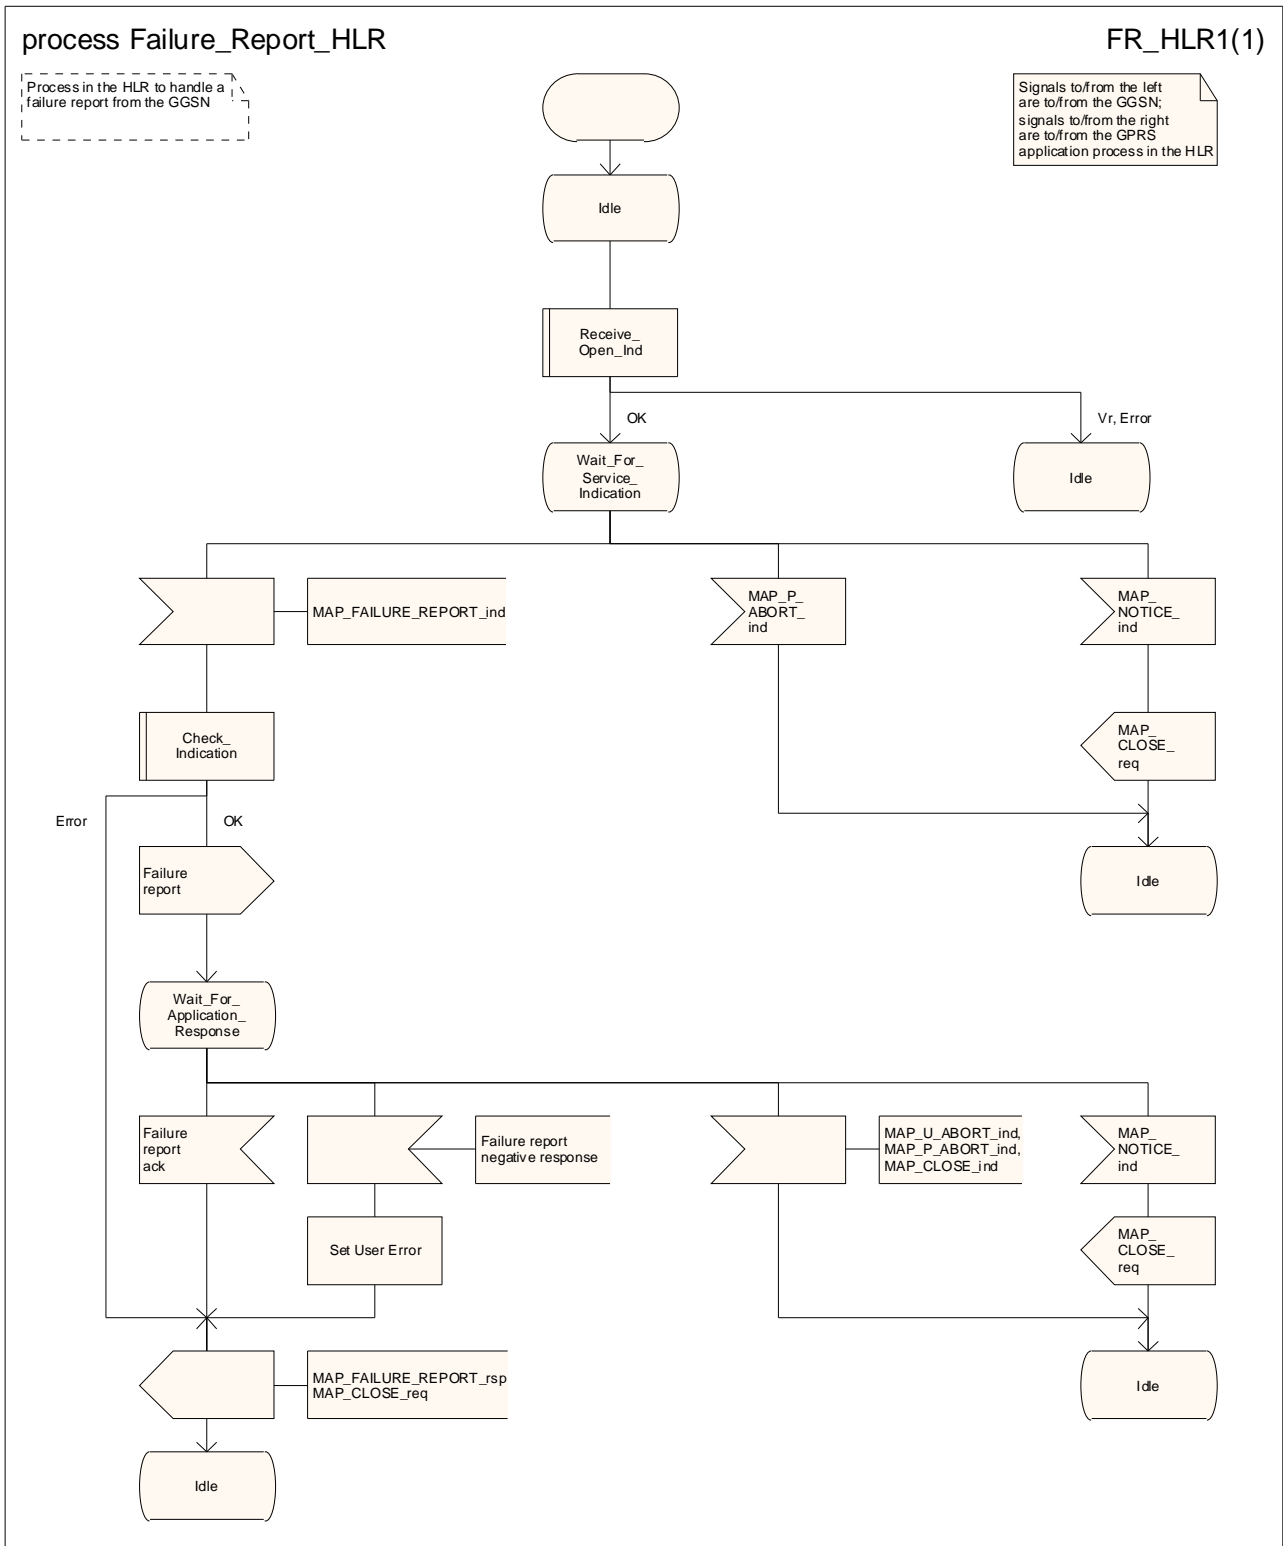 process Failure_Report_HLR
FR_HLR1(1)
Process in the HLR to handle a
failure report from the GGSN
Signals to/from the left
are to/from the GGSN;
signals to/from the right
are to/from the GPRS
application process in the HLR
Idle
Receive_
Open_Ind
OK
Vr, Error
Wait_For_
Service_
Indication
Idle
MAP_FAILURE_REPORT_ind
MAP_P_
ABORT_
ind
MAP_
NOTICE_
ind
Check_
Indication
MAP_
CLOSE_
req
Error
OK
Failure
report
Idle
Wait_For_
Application_
Response
Failure
report
ack
Failure report
negative response
MAP_U_ABORT_ind,
MAP_P_ABORT_ind,
MAP_CLOSE_ind
MAP_
NOTICE_
ind
Set User Error
MAP_
CLOSE_
req
MAP_FAILURE_REPORT_rsp
MAP_CLOSE_req
Idle
Idle